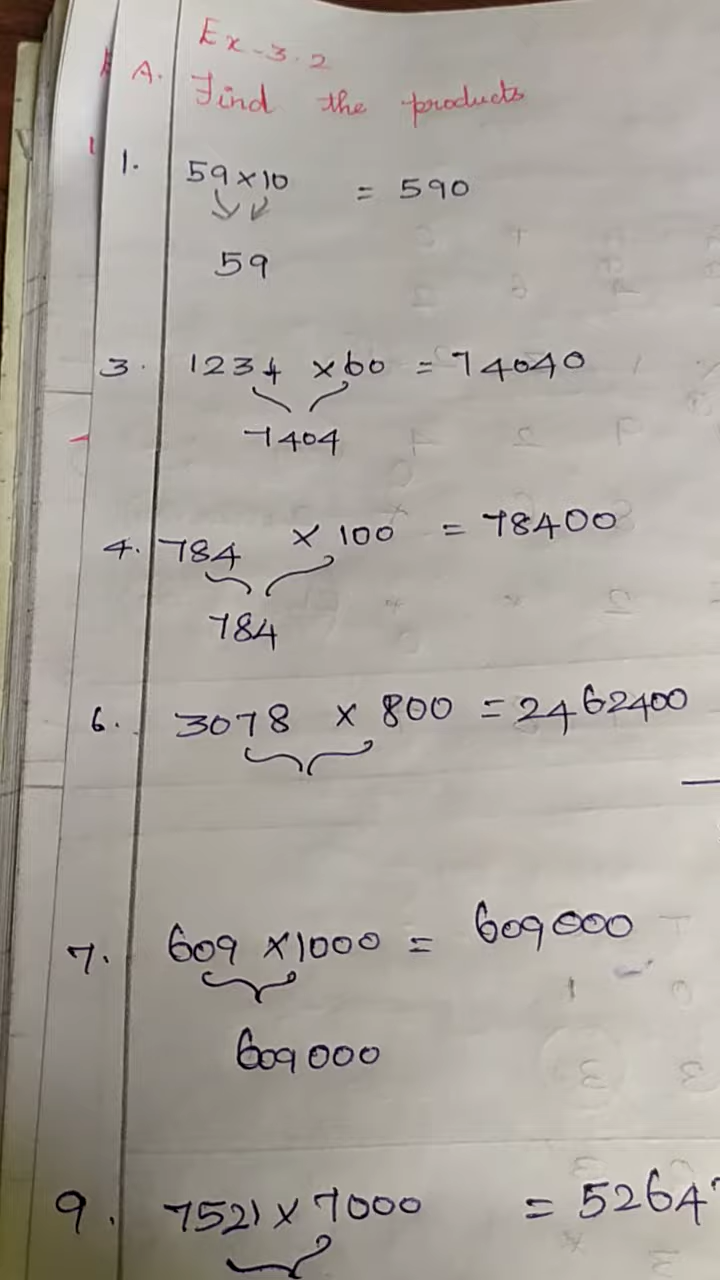 Ex-3.2
A. Find the products
1. 59×10 = 590
59
3. 1234 ×60 = 74040
7404
4. 784 × 100 = 78400
784
6. 3078 × 800 = 2462400
7. 609 ×1000 = 609000
609000
9. 7521 × 7000 = 5264